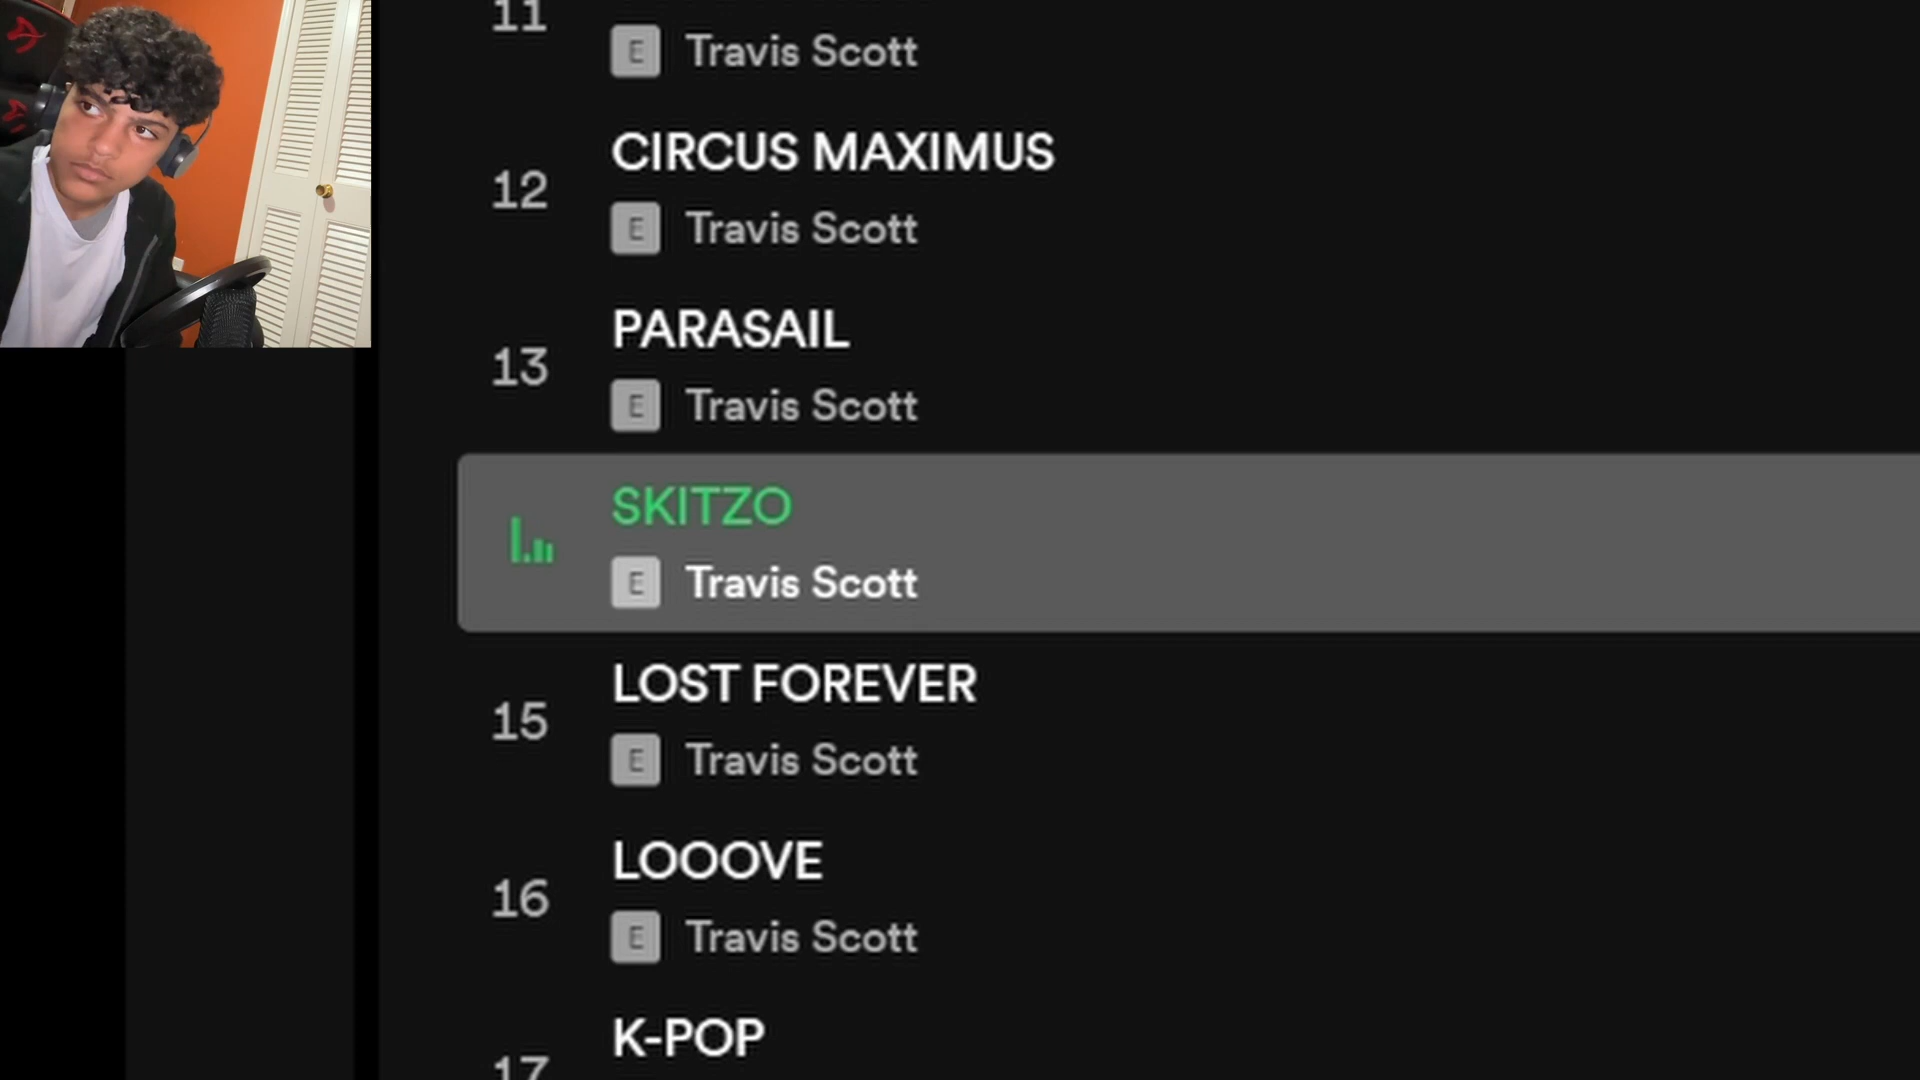 11
E Travis Scott
CIRCUS MAXIMUS
12
E Travis Scott
PARASAIL
13
E Travis Scott
SKITZO
E Travis Scott
LOST FOREVER
15
E Travis Scott
LOOOVE
16
E Travis Scott
K-POP
17